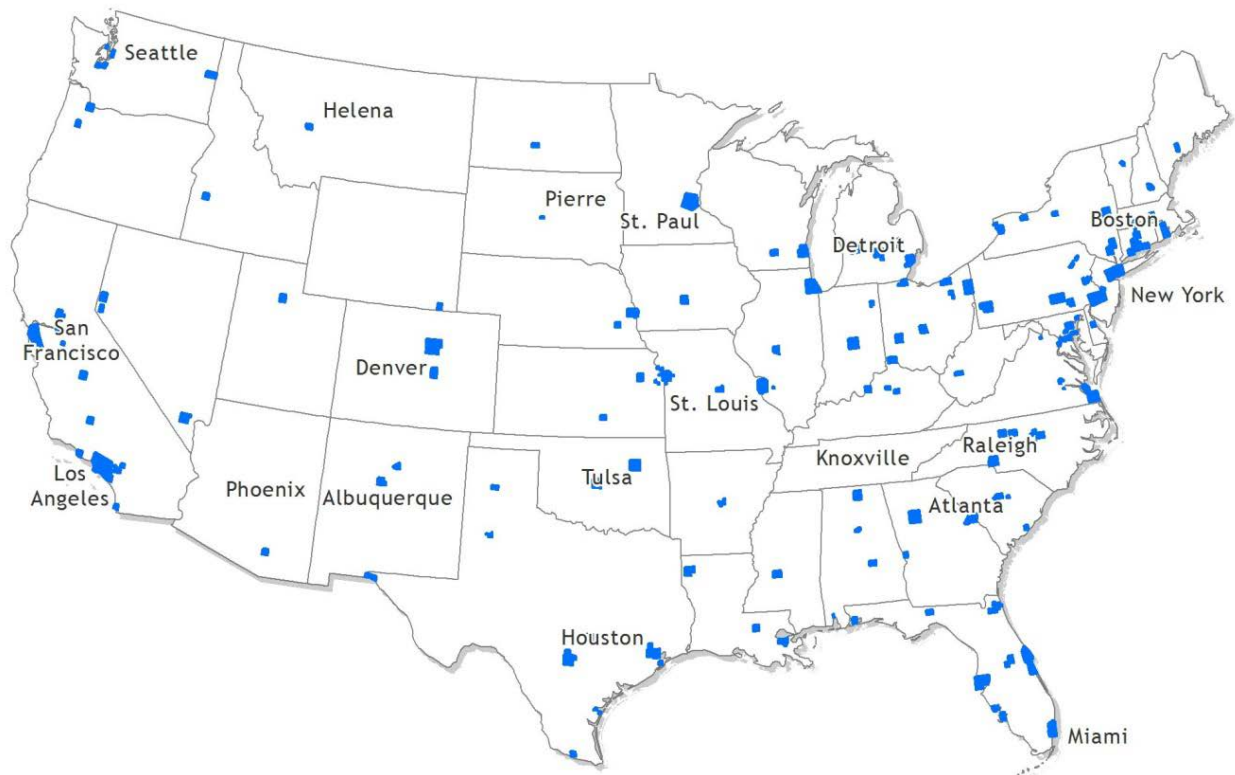 Seattle
Helena
Pierre
St. Paul
Detroit
Boston
New York
San
Francisco
Denver
St. Louis
Los
Angeles
Phoenix
Albuquerque
Tulsa
Knoxville
Raleigh
Atlanta
Houston
Miami